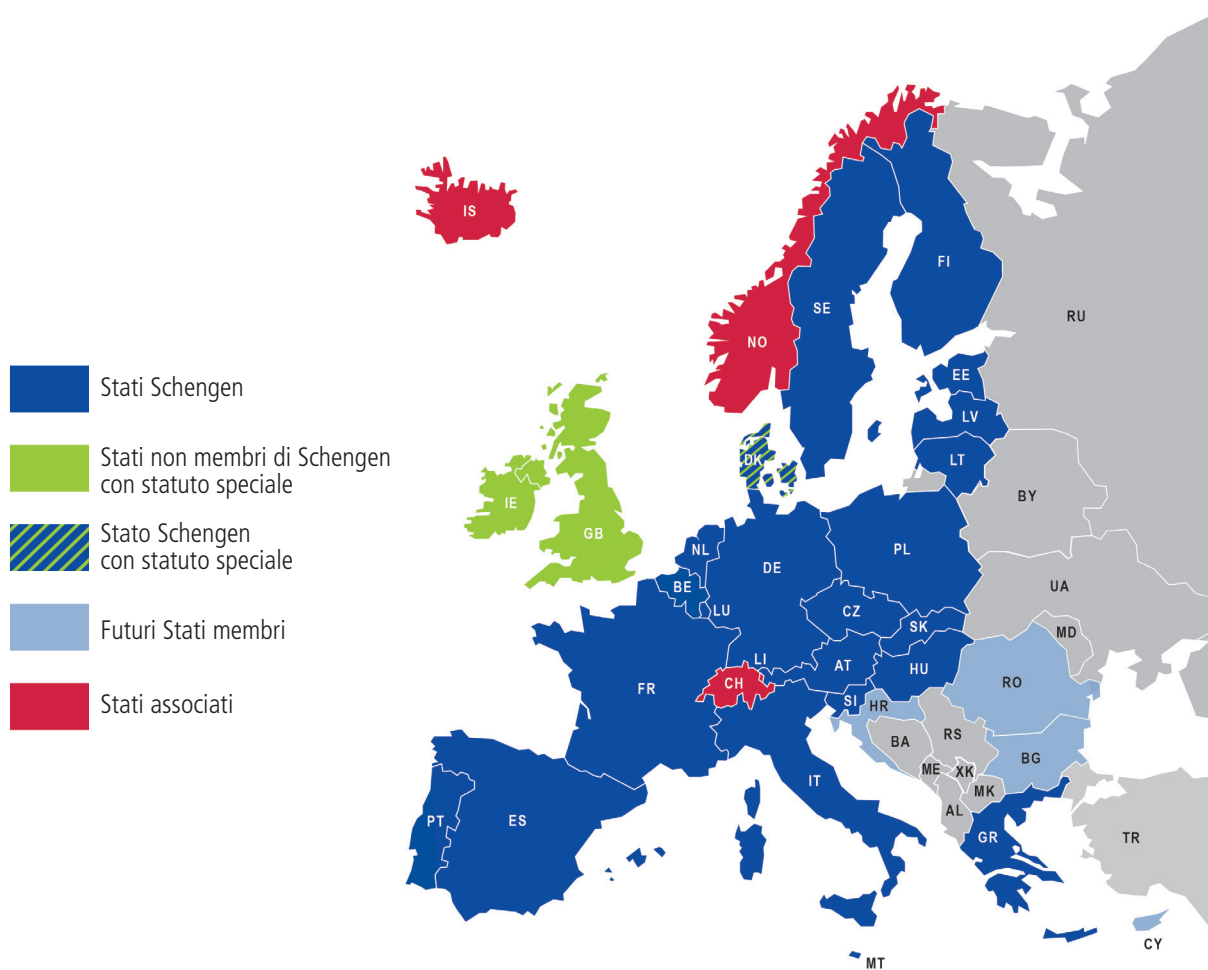 Stati Schengen
Stati non membri di Schengen
con statuto speciale
Stato Schengen
con statuto speciale
Futuri Stati membri
Stati associati
IS
FI
SE
RU
NO
EE
LV
DK
LT
IE
BY
GB
NL
PL
DE
BE
UA
LU
CZ
SK
MD
LI
AT
HU
CH
RO
FR
SI
HR
RS
BA
BG
ME
XK
IT
MK
AL
PT
ES
GR
TR
CY
MT